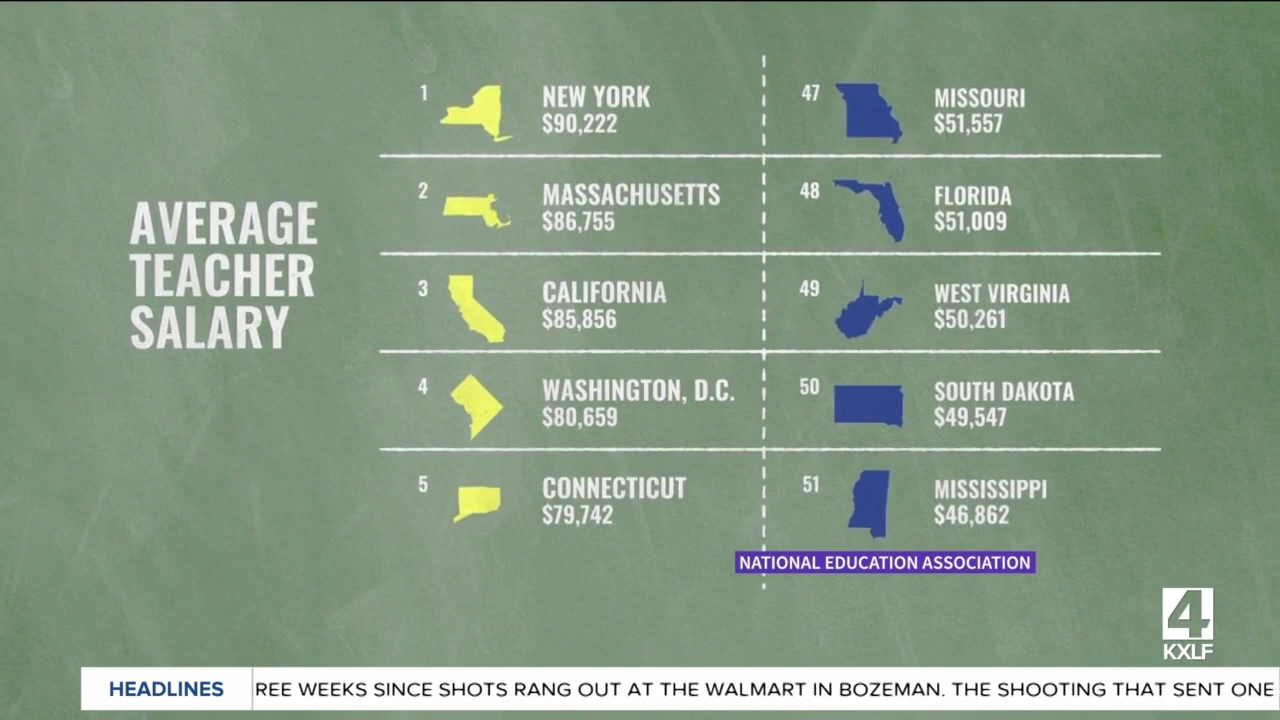 AVERAGE
TEACHER
SALARY
1
NEW YORK
$90,222
2
MASSACHUSETTS
$86,755
3
CALIFORNIA
$85,856
4
WASHINGTON, D.C.
$80,659
5
CONNECTICUT
$79,742
47
MISSOURI
$51,557
48
FLORIDA
$51,009
49
WEST VIRGINIA
$50,261
50
SOUTH DAKOTA
$49,547
51
MISSISSIPPI
$46,862
NATIONAL EDUCATION ASSOCIATION
4
KXLF
HEADLINES
REE WEEKS SINCE SHOTS RANG OUT AT THE WALMART IN BOZEMAN. THE SHOOTING THAT SENT ONE